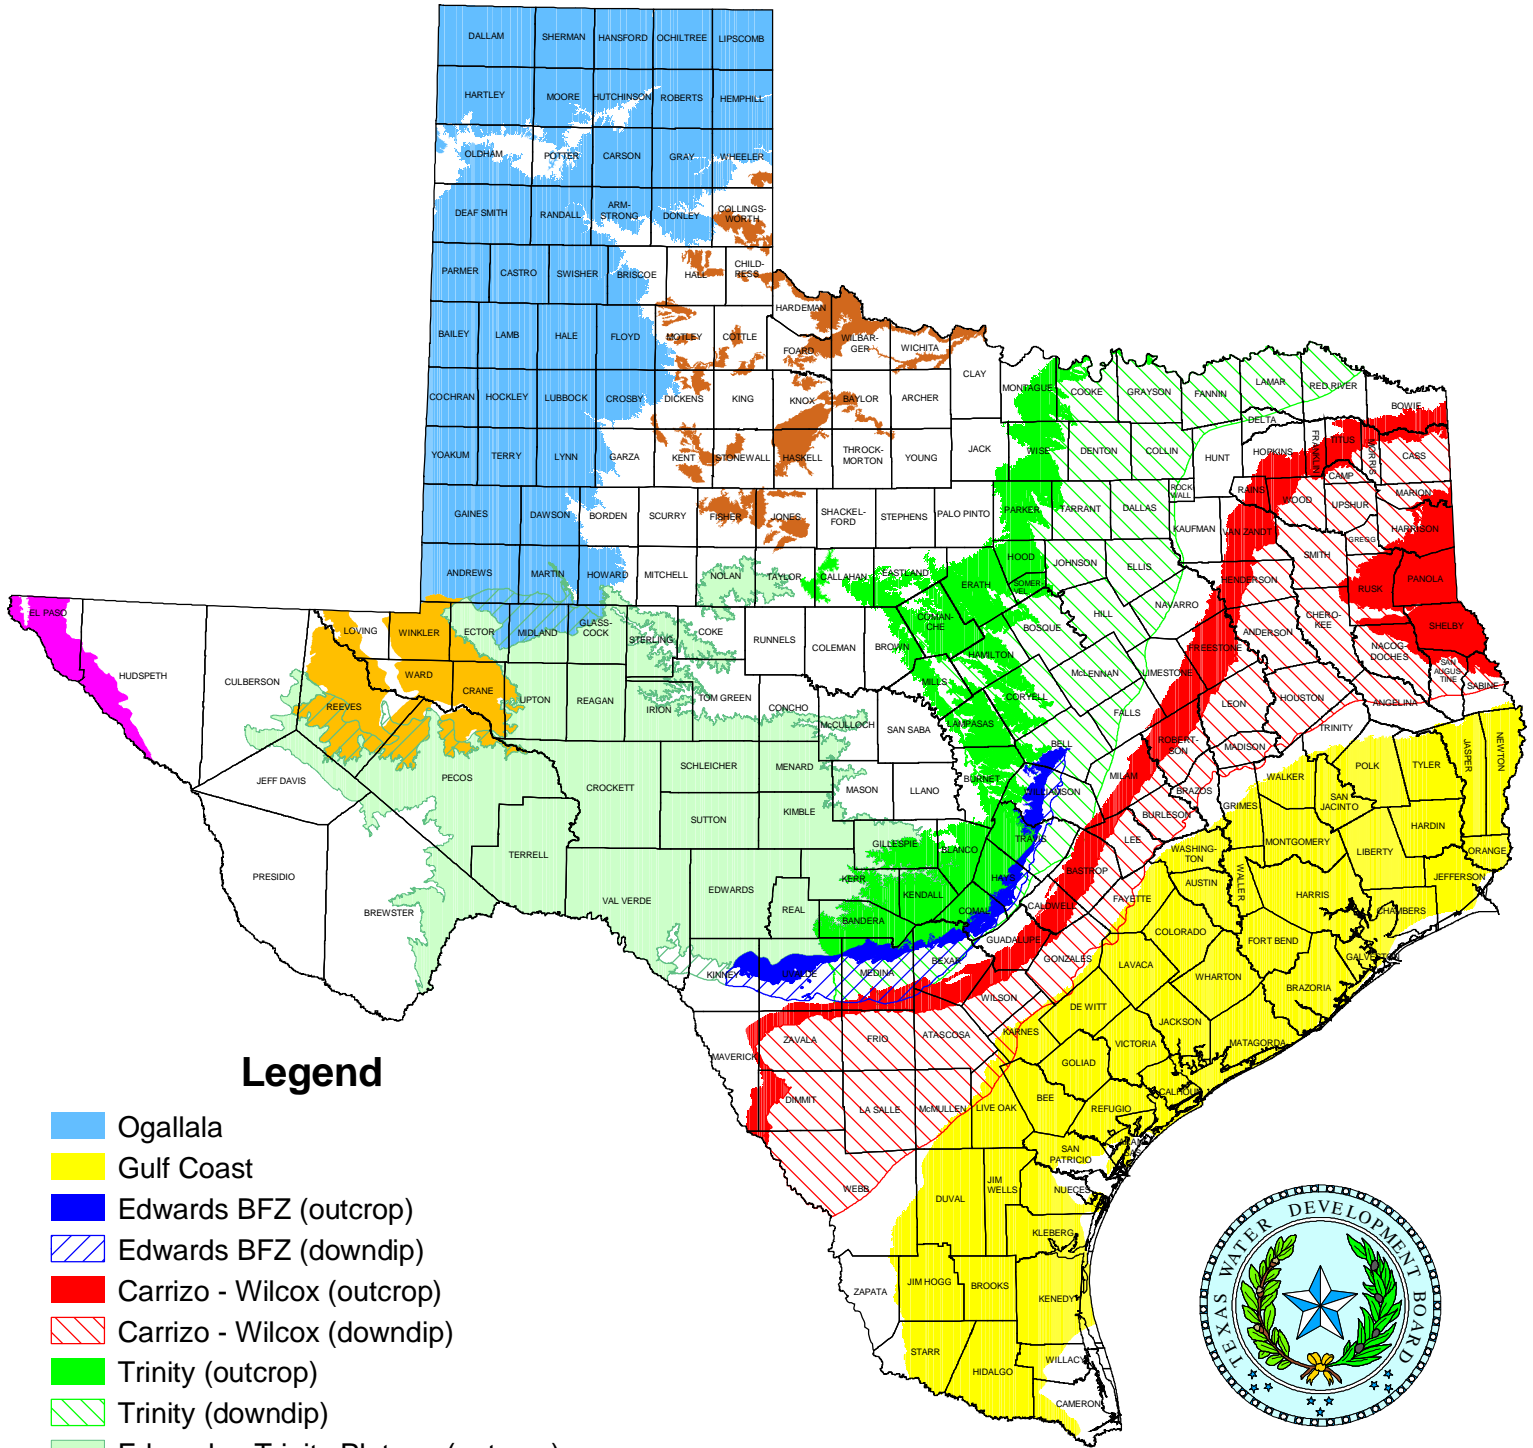 DALLAM SHERMAN HANSFORD OCHILTREE LIPSCOMB
HARTLEY MOORE HUTCHINSON ROBERTS HEMPHILL
OLDHAM POTTER CARSON GRAY WHEELER
DEAF SMITH RANDALL ARM-
STRONG DONLEY COLLINGS-
WORTH
PARMER CASTRO SWISHER BRISCOE HALL CHILD-
RESS
HARDEMAN
BAILEY LAMB HALE FLOYD MOTLEY COTTLE FOARD WILBAR-
GER WICHITA
CLAY MONTAGUE COOKE GRAYSON FANNIN LAMAR RED RIVER
BOWIE
COCHRAN HOCKLEY LUBBOCK CROSBY DICKENS KING KNOX BAYLOR ARCHER
DELTA
YOAKUM TERRY LYNN GARZA KENT STONEWALL HASKELL THROCK-
MORTON YOUNG JACK WISE DENTON COLLIN HUNT HOPKINS FRANKLIN TITUS MORRIS CASS
CAMP
ROCK
WALL RAINS WOOD UPSHUR MARION
GAINES DAWSON BORDEN SCURRY FISHER JONES SHACKEL-
FORD STEPHENS PALO PINTO PARKER TARRANT DALLAS KAUFMAN VAN ZANDT HARRISON
GREGG
SMITH
ANDREWS MARTIN HOWARD MITCHELL NOLAN TAYLOR CALLAHAN EASTLAND ERATH HOOD SOMER-
VEL JOHNSON ELLIS HENDERSON RUSK PANOLA
EL PASO LOVING WINKLER ECTOR MIDLAND GLASS-
COCK STERLING COKE RUNNELS COLEMAN BROWN COMAN-
CHE BOSQUE HILL NAVARRO ANDERSON CHERO-
KEE SHELBY
HUDSPETH CULBERSON REEVES WARD CRANE UPTON REAGAN IRION TOM GREEN CONCHO McCULLOCH SAN SABA MILLS HAMILTON CORYELL McLENNAN LIMESTONE FREESTONE HOUSTON NACOG-
DOCHES SAN
AUGUS
TINE SABINE
LAMPASAS FALLS LEON ANGELINA TRINITY
BELL ROBERT-
SON MADISON
JEFF DAVIS PECOS CROCKETT SCHLEICHER MENARD MASON LLANO BURNET WILLIAMSON MILAM BRAZOS GRIMES WALKER POLK TYLER JASPER NEWTON
SAN
JACINTO
SUTTON KIMBLE BURLESON HARDIN
PRESIDIO BREWSTER TERRELL VAL VERDE EDWARDS REAL GILLESPIE KERR BLANCO TRAVIS LEE WASHING-
TON MONTGOMERY LIBERTY ORANGE
KENDALL HAYS BASTROP AUSTIN WALLER HARRIS JEFFERSON
BANDERA COMAL CALDWELL FAYETTE CHAMBERS
GUADALUPE COLORADO FORT BEND GALVESTON
KINNEY UVALDE MEDINA BEXAR GONZALES LAVACA WHARTON BRAZORIA
WILSON DE WITT JACKSON
MAVERICK ZAVALA FRIO ATASCOSA KARNES VICTORIA MATAGORDA
GOLIAD
DIMMIT LA SALLE McMULLEN LIVE OAK BEE REFUGIO CALHOUN
SAN
PATRICIO
WEBB DUVAL JIM
WELLS NUECES
KLEBERG
ZAPATA JIM HOGG BROOKS KENEDY
STARR HIDALGO WILLACY
CAMERON
Legend
Ogallala
Gulf Coast
Edwards BFZ (outcrop)
Edwards BFZ (downdip)
Carrizo - Wilcox (outcrop)
Carrizo - Wilcox (downdip)
Trinity (outcrop)
Trinity (downdip)
TEXAS WATER DEVELOPMENT BOARD